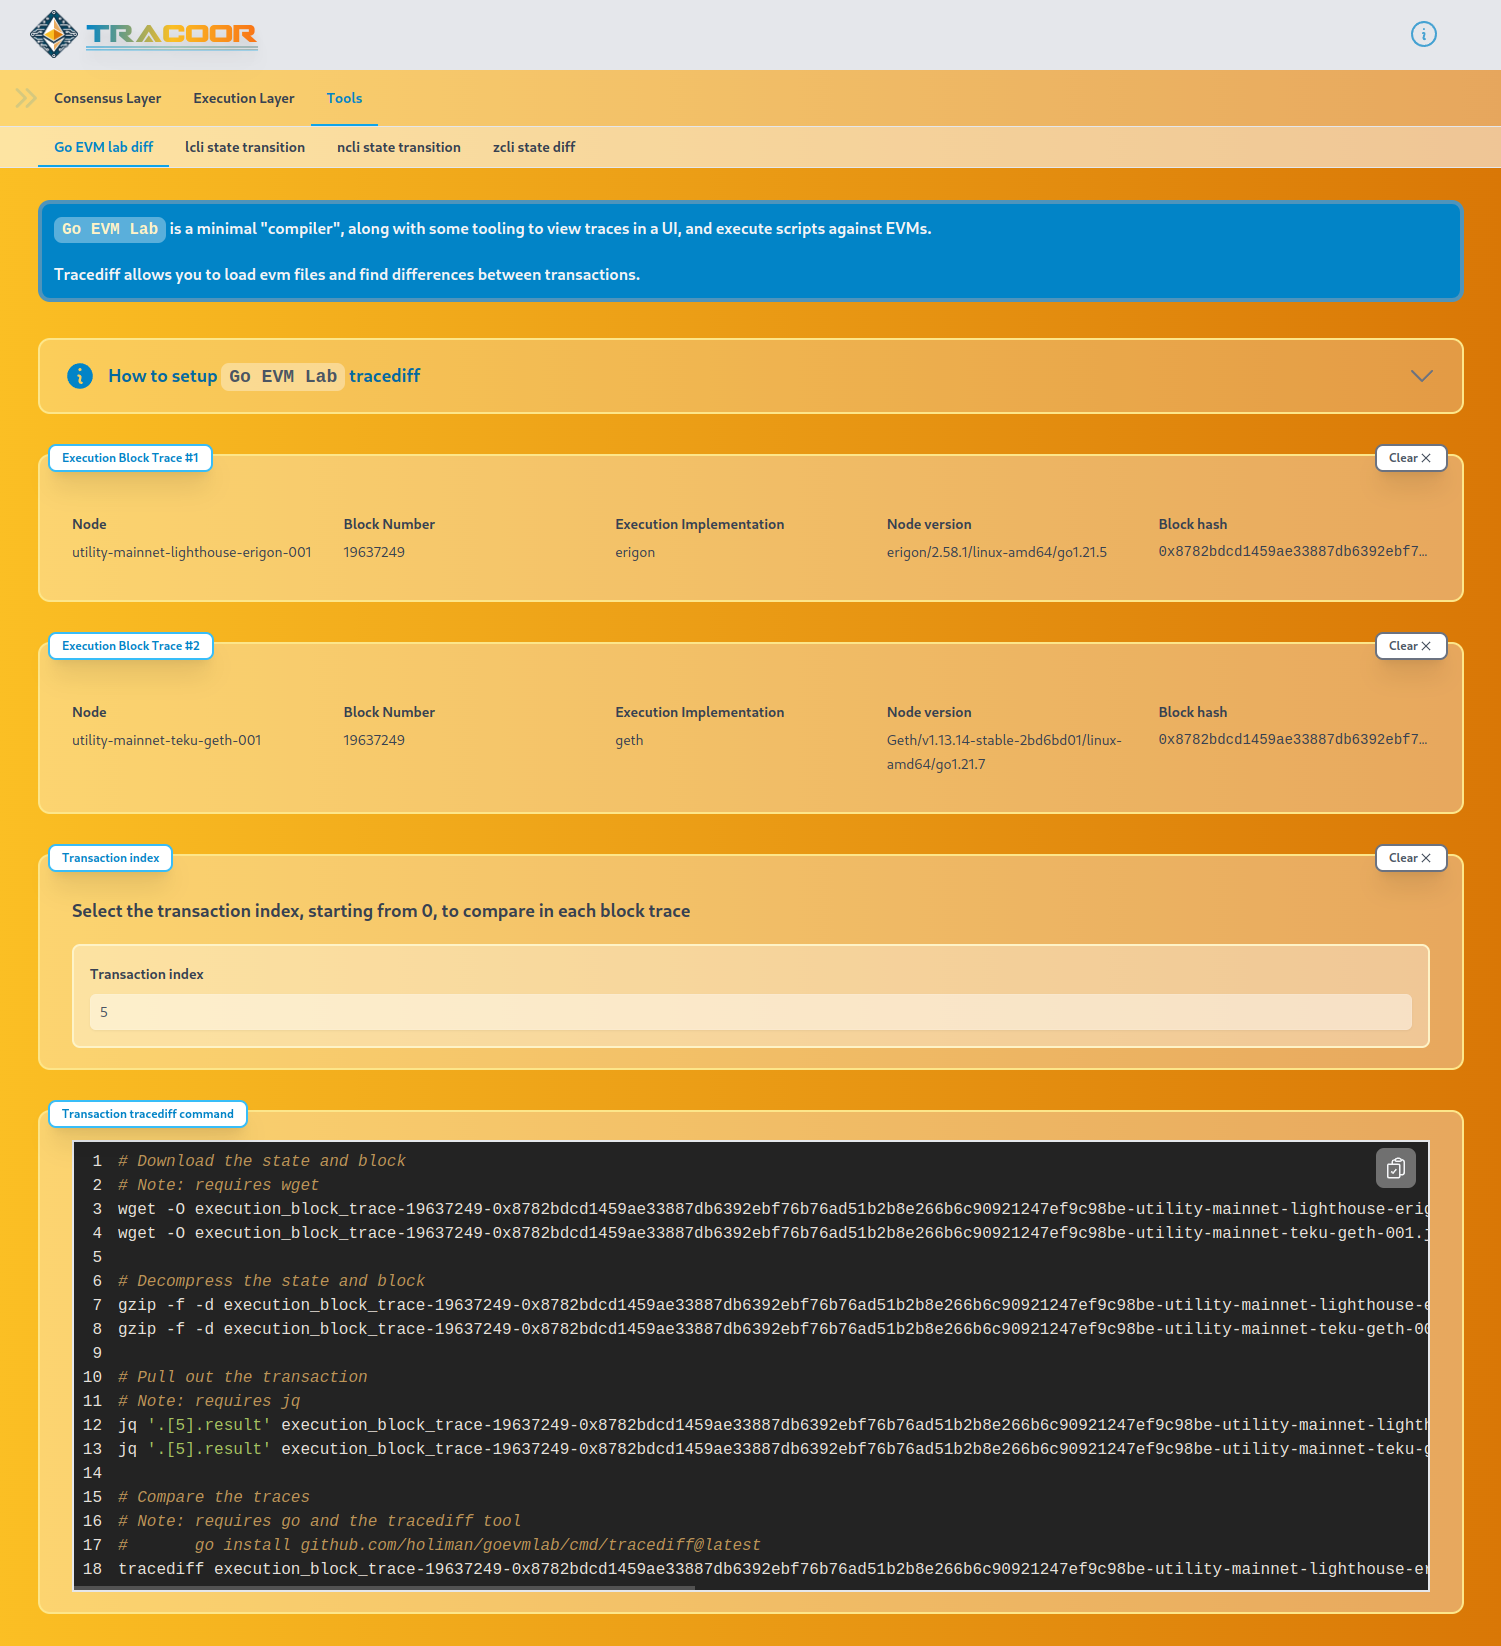 TRACOOR
Consensus Layer Execution Layer Tools
Go EVM lab diff lcli state transition ncli state transition zcli state diff
Go EVM Lab is a minimal "compiler", along with some tooling to view traces in a UI, and execute scripts against EVMs.
Tracediff allows you to load evm files and find differences between transactions.
How to setup Go EVM Lab tracediff
Execution Block Trace #1 Clear
Node Block Number Execution Implementation Node version Block hash
utility-mainnet-lighthouse-erigon-001 19637249 erigon erigon/2.58.1/linux-amd64/go1.21.5 0x8782bdcd1459ae33887db6392ebf7…
Execution Block Trace #2 Clear
Node Block Number Execution Implementation Node version Block hash
utility-mainnet-teku-geth-001 19637249 geth Geth/v1.13.14-stable-2bd6bd01/linux- 0x8782bdcd1459ae33887db6392ebf7…
amd64/go1.21.7
Transaction index Clear
Select the transaction index, starting from 0, to compare in each block trace
Transaction index
5
Transaction tracediff command
1 # Download the state and block
2 # Note: requires wget
3 wget -O execution_block_trace-19637249-0x8782bdcd1459ae33887db6392ebf76b76ad51b2b8e266b6c90921247ef9c98be-utility-mainnet-lighthouse-erig
4 wget -O execution_block_trace-19637249-0x8782bdcd1459ae33887db6392ebf76b76ad51b2b8e266b6c90921247ef9c98be-utility-mainnet-teku-geth-001.j
5
6 # Decompress the state and block
7 gzip -f -d execution_block_trace-19637249-0x8782bdcd1459ae33887db6392ebf76b76ad51b2b8e266b6c90921247ef9c98be-utility-mainnet-lighthouse-e
8 gzip -f -d execution_block_trace-19637249-0x8782bdcd1459ae33887db6392ebf76b76ad51b2b8e266b6c90921247ef9c98be-utility-mainnet-teku-geth-00
9
10 # Pull out the transaction
11 # Note: requires jq
12 jq '.[5].result' execution_block_trace-19637249-0x8782bdcd1459ae33887db6392ebf76b76ad51b2b8e266b6c90921247ef9c98be-utility-mainnet-lighth
13 jq '.[5].result' execution_block_trace-19637249-0x8782bdcd1459ae33887db6392ebf76b76ad51b2b8e266b6c90921247ef9c98be-utility-mainnet-teku-g
14
15 # Compare the traces
16 # Note: requires go and the tracediff tool
17 #       go install github.com/holiman/goevmlab/cmd/tracediff@latest
18 tracediff execution_block_trace-19637249-0x8782bdcd1459ae33887db6392ebf76b76ad51b2b8e266b6c90921247ef9c98be-utility-mainnet-lighthouse-er